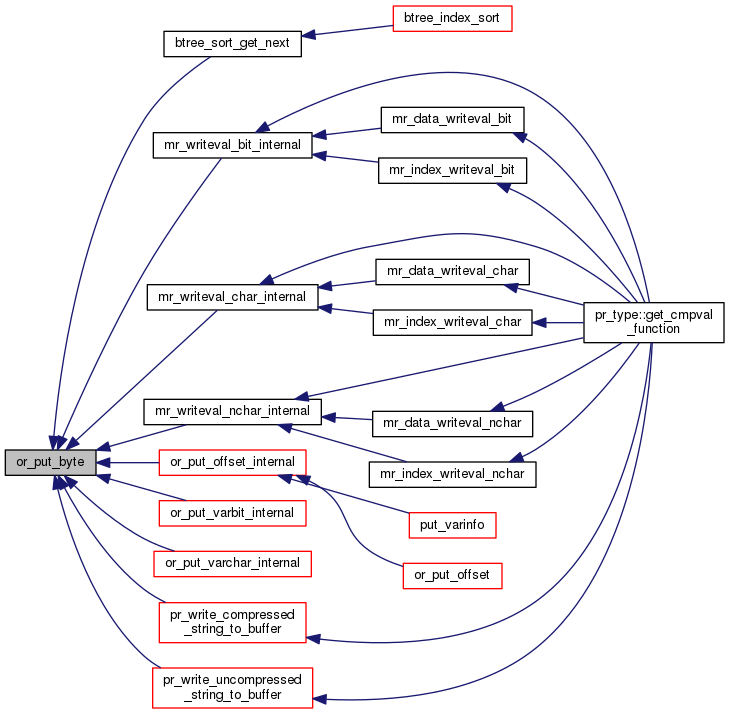 btree_index_sort
btree_sort_get_next
mr_data_writeval_bit
mr_writeval_bit_internal
mr_index_writeval_bit
mr_data_writeval_char
mr_writeval_char_internal
mr_index_writeval_char
pr_type::get_cmpval
_function
mr_writeval_nchar_internal
mr_data_writeval_nchar
or_put_byte
or_put_offset_internal
mr_index_writeval_nchar
or_put_varbit_internal
put_varinfo
or_put_varchar_internal
or_put_offset
pr_write_compressed
_string_to_buffer
pr_write_uncompressed
_string_to_buffer